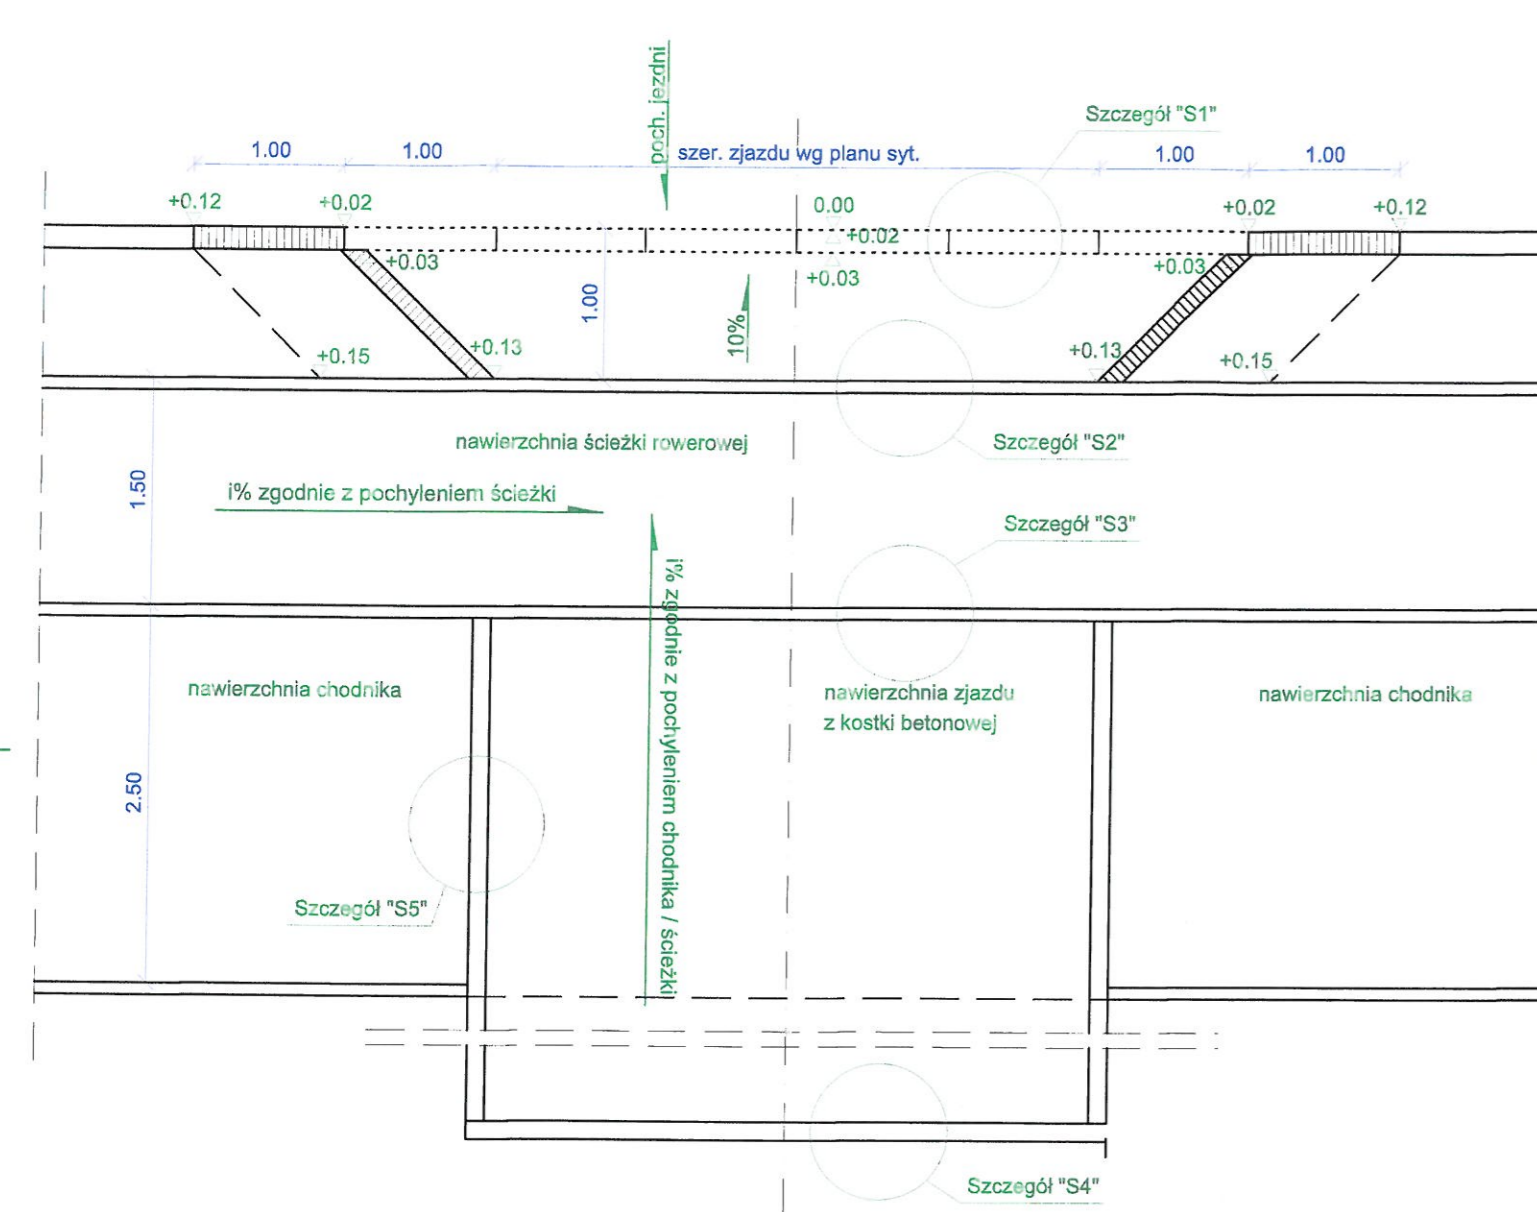 poch. jezdni
Szczegół "S1"
1.00
1.00
szer. zjazdu wg planu syt.
1.00
1.00
+0.12
+0.02
0.00
+0.02
+0.12
+0.02
+0.03
+0.03
+0.03
1.00
10%
+0.15
+0.13
+0.13
+0.15
nawierzchnia ścieżki rowerowej
Szczegół "S2"
1.50
i% zgodnie z pochyleniem ścieżki
Szczegół "S3"
i% zgodnie z pochyleniem chodnika / ścieżki
nawierzchnia chodnika
nawierzchnia zjazdu
z kostki betonowej
nawierzchnia chodnika
2.50
Szczegół "S5"
Szczegół "S4"